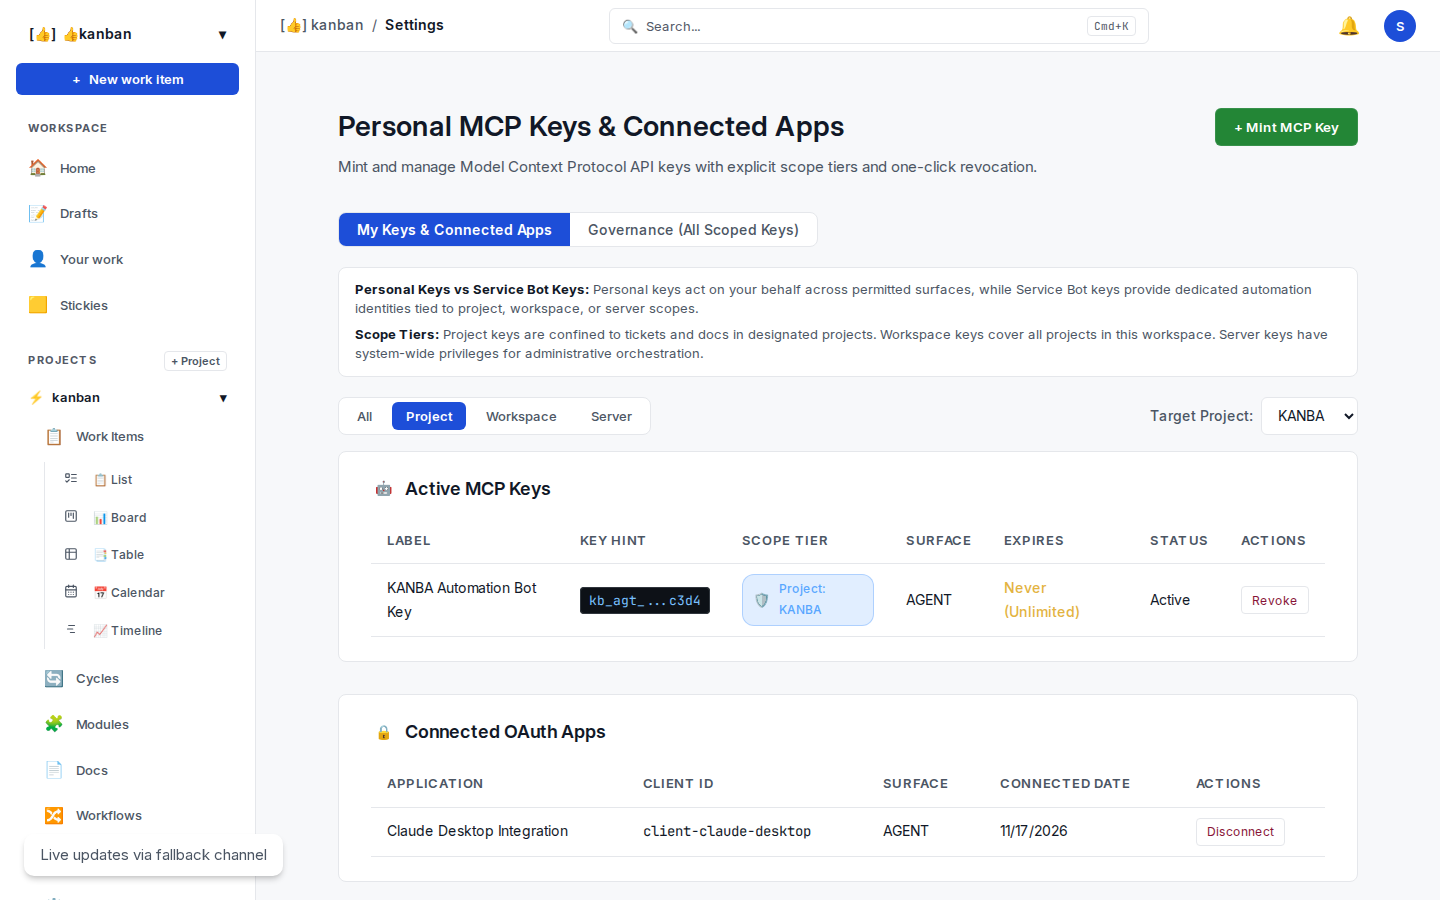 [👍] 👍kanban ▾
+ New work item
WORKSPACE
🏠 Home
📝 Drafts
👤 Your work
🟨 Stickies
PROJECTS
+ Project
⚡ kanban ▾
📋 Work Items
📋 List
📊 Board
📑 Table
📅 Calendar
📈 Timeline
🔄 Cycles
🧩 Modules
📄 Docs
🔀 Workflows
Live updates via fallback channel
[👍] kanban / Settings
🔍 Search...
Cmd+K
🔔
S
Personal MCP Keys & Connected Apps
+ Mint MCP Key
Mint and manage Model Context Protocol API keys with explicit scope tiers and one-click revocation.
My Keys & Connected Apps
Governance (All Scoped Keys)
Personal Keys vs Service Bot Keys: Personal keys act on your behalf across permitted surfaces, while Service Bot keys provide dedicated automation
identities tied to project, workspace, or server scopes.
Scope Tiers: Project keys are confined to tickets and docs in designated projects. Workspace keys cover all projects in this workspace. Server keys have
system-wide privileges for administrative orchestration.
All Project Workspace Server
Target Project: KANBA
🤖 Active MCP Keys
LABEL KEY HINT SCOPE TIER SURFACE EXPIRES STATUS ACTIONS
KANBA Automation Bot
Key
kb_agt_...c3d4
🛡️ Project:
KANBA
AGENT
Never
(Unlimited)
Active
Revoke
🔒 Connected OAuth Apps
APPLICATION CLIENT ID SURFACE CONNECTED DATE ACTIONS
Claude Desktop Integration client-claude-desktop AGENT 11/17/2026 Disconnect